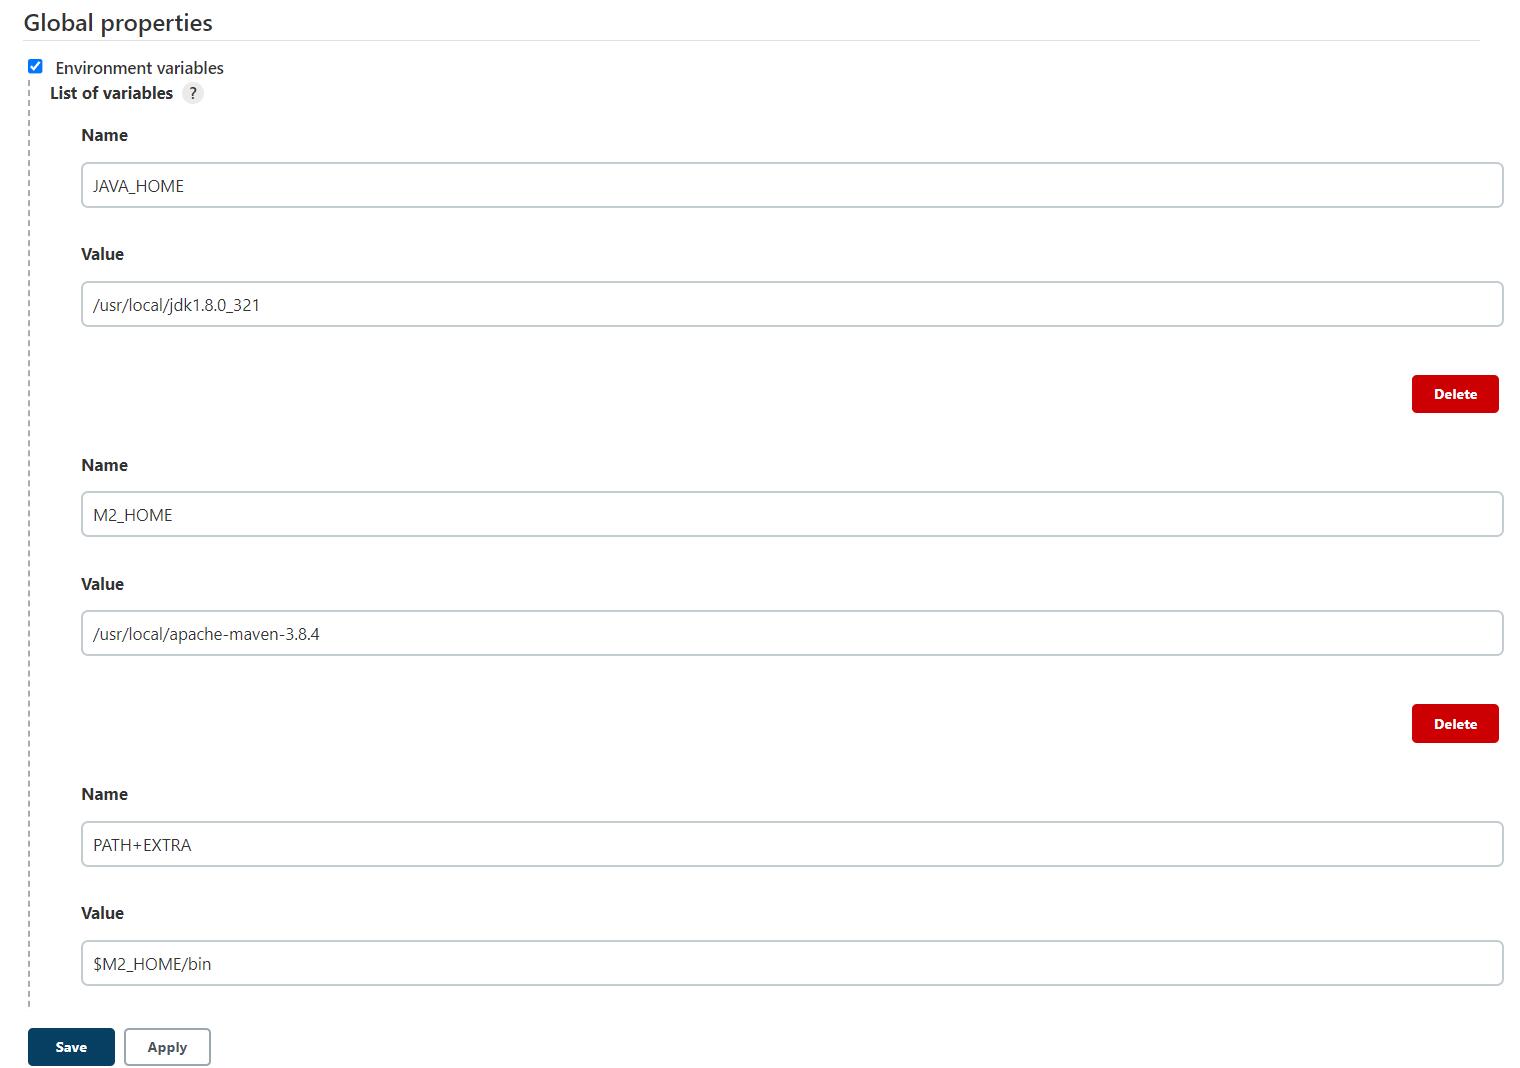 Global properties
Environment variables
List of variables ?
Name
JAVA_HOME
Value
/usr/local/jdk1.8.0_321
Delete
Name
M2_HOME
Value
/usr/local/apache-maven-3.8.4
Delete
Name
PATH+EXTRA
Value
$M2_HOME/bin
Save Apply